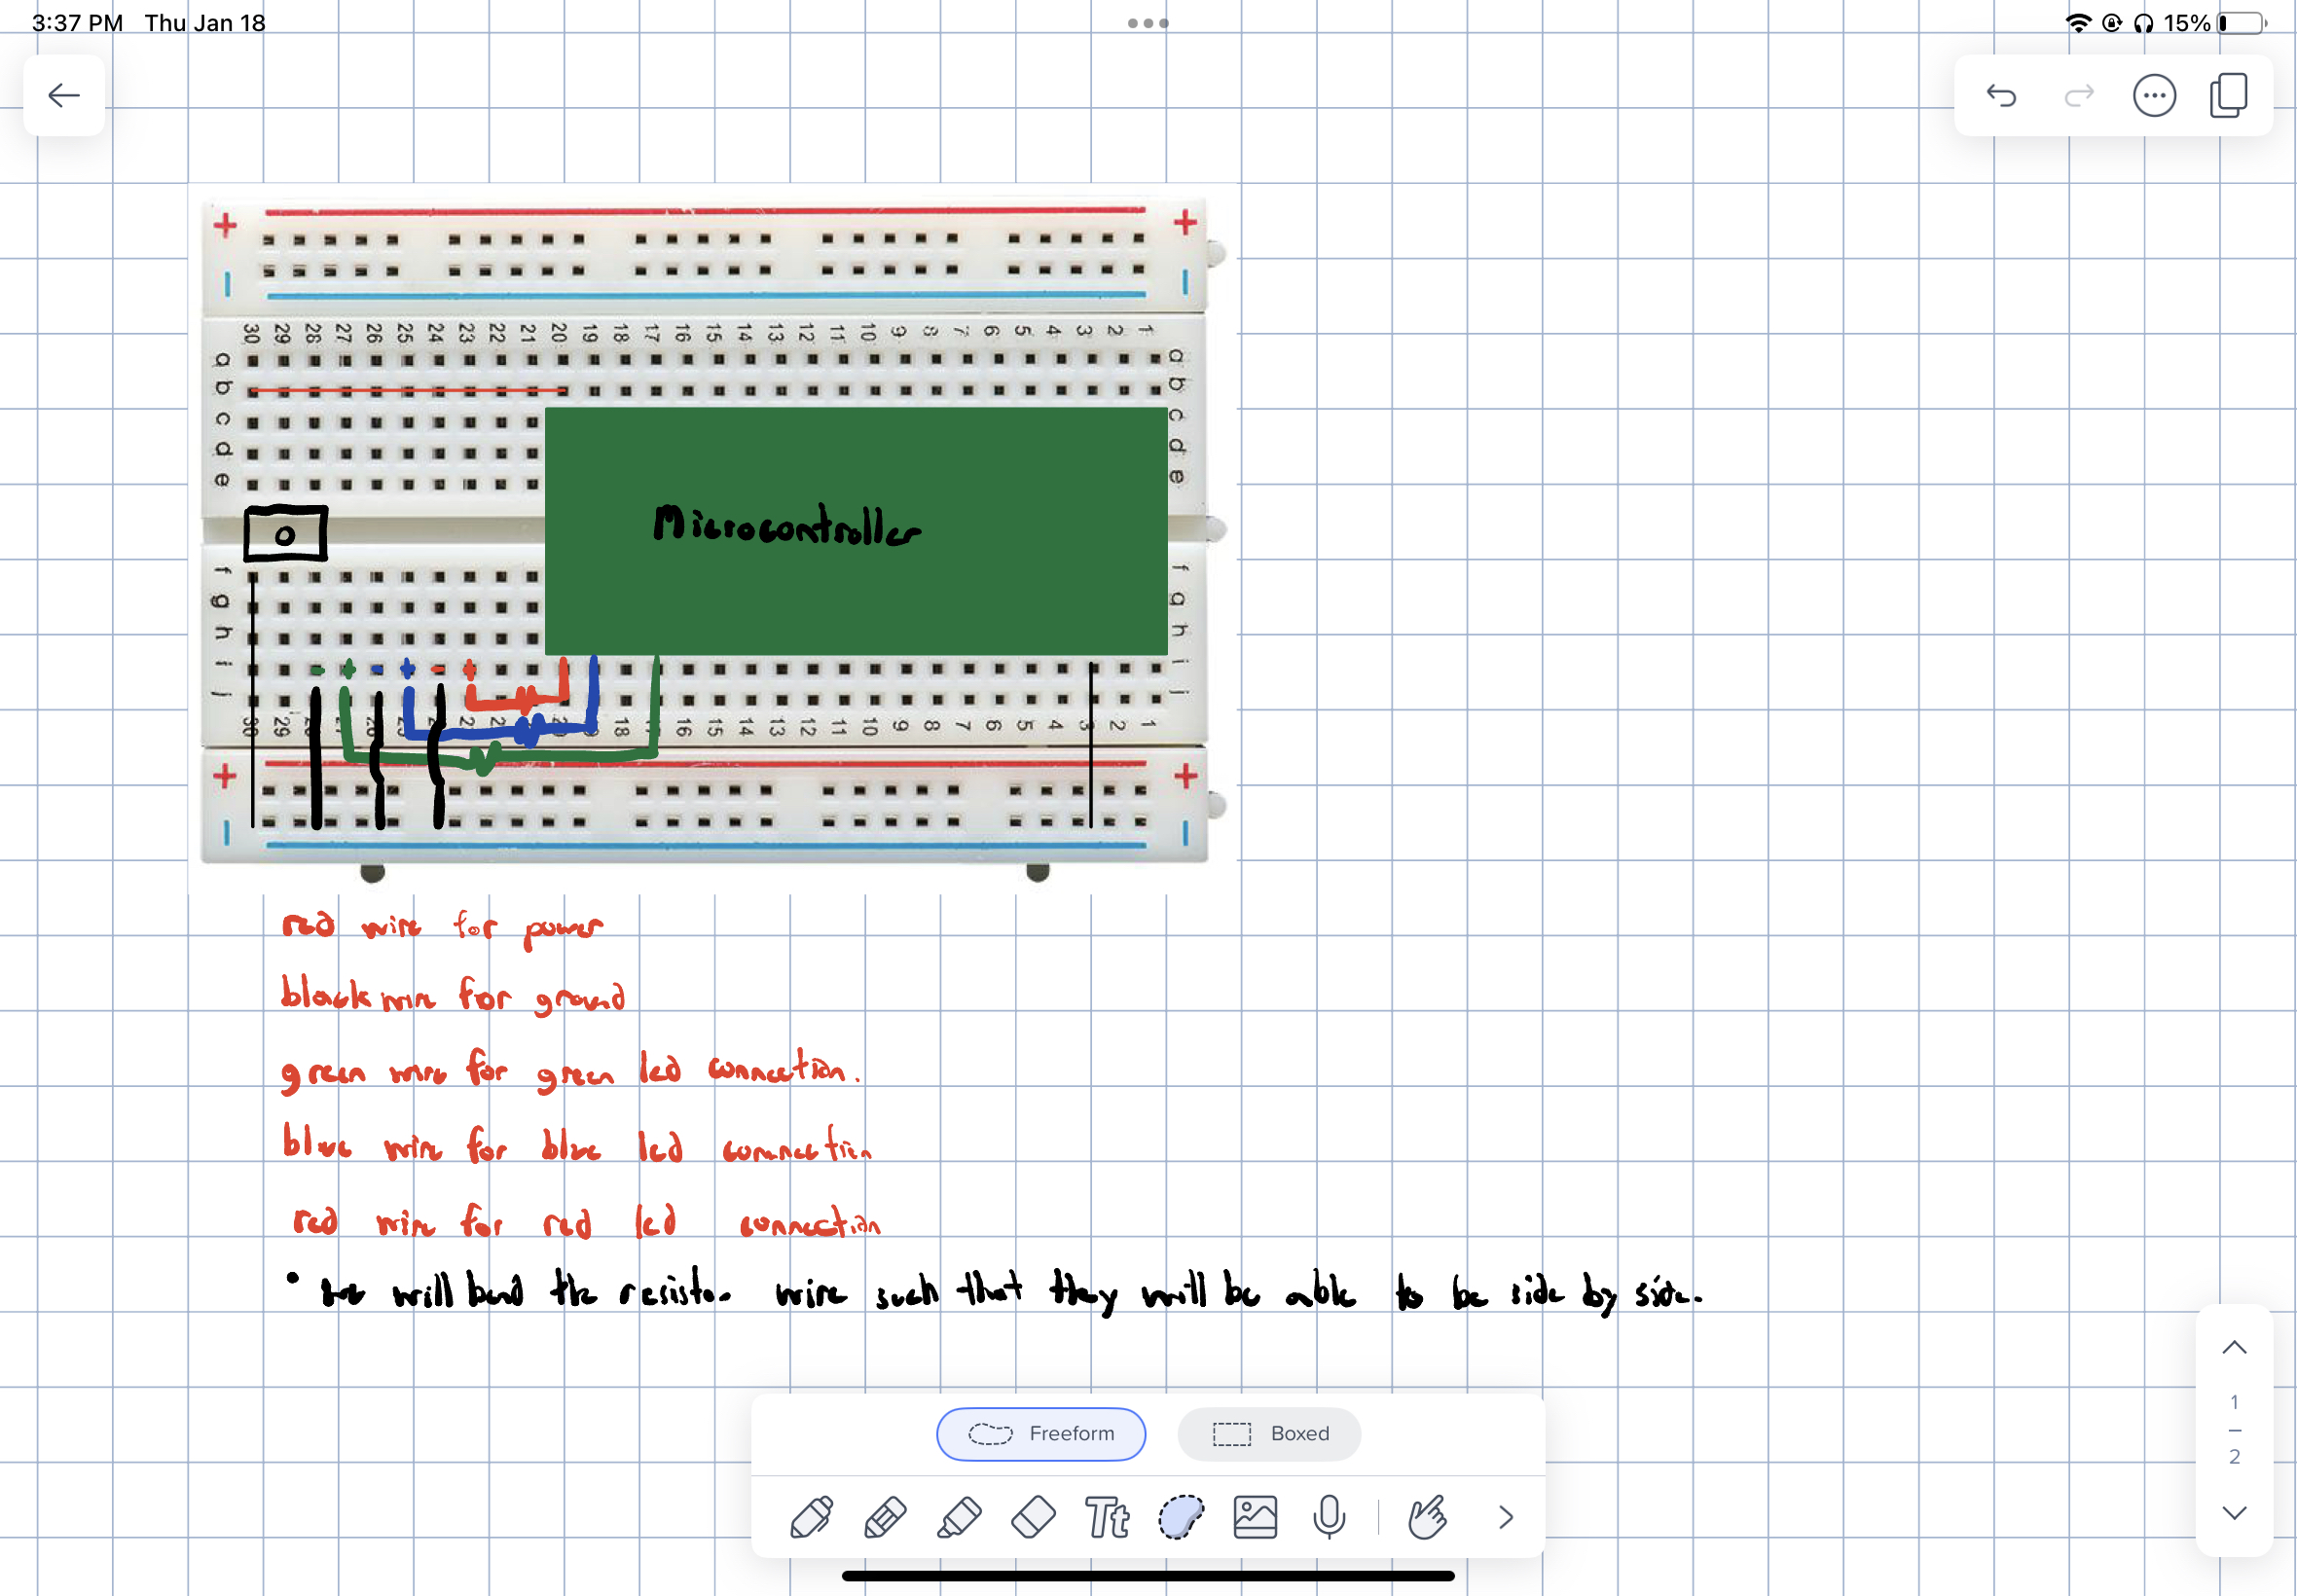 3:37 PM Thu Jan 18
15%
+ +
30 29 28 27 26 25 24 23 22 21 20 19 18 17 16 15 14 13 12 11 10 9 8 7 6 5 4 3 2 1
a a
b b
c c
d d
e e
Microcontroller
f f
g g
h h
i - + - + - + i
j j
30 29 18 16 15 14 13 12 11 10 9 8 7 6 5 4 3 2 1
+ +
red wire for power
black wire for ground
green wire for green led connection.
blue wire for blue led connection
red wire for red led connection
• we will bend the resistor wire such that they will be able to be side by side.
Freeform Boxed
1
2
Tt